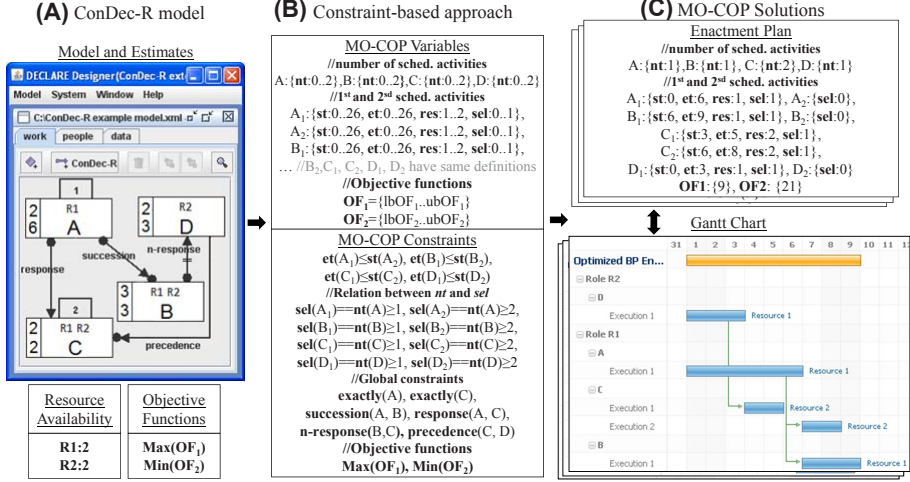 (A) ConDec-R model
Model and Estimates
DECLARE Designer{ConDec-R ext
Model System Window Help
C:\ConDec-R example model.xml
work people data
ConDec-R
1
2
6
R1
A
2
R2
D
response
succession
n-response
3
3
R1 R2
B
2
2
2
R1 R2
C
precedence
Resource
Availability
R1:2
R2:2
Objective
Functions
Max(OF1)
Min(OF2)
(B) Constraint-based approach
MO-COP Variables
//number of sched. activities
A:{nt:0..2},B:{nt:0..2},C:{nt:0..2},D:{nt:0..2}
//1st and 2nd sched. activities
A1:{st:0..26, et:0..26, res:1..2, sel:0..1},
A2:{st:0..26, et:0..26, res:1..2, sel:0..1},
B1:{st:0..26, et:0..26, res:1..2, sel:0..1},
… //B2,C1, C2, D1, D2 have same definitions
//Objective functions
OF1={lbOF1..ubOF1}
OF2={lbOF2..ubOF2}
MO-COP Constraints
et(A1)≤st(A2), et(B1)≤st(B2),
et(C1)≤st(C2), et(D1)≤st(D2)
//Relation between nt and sel
sel(A1)==nt(A)≥1, sel(A2)==nt(A)≥2,
sel(B1)==nt(B)≥1, sel(B2)==nt(B)≥2,
sel(C1)==nt(C)≥1, sel(C2)==nt(C)≥2,
sel(D1)==nt(D)≥1, sel(D2)==nt(D)≥2
//Global constraints
exactly(A), exactly(C),
succession(A, B), response(A, C),
n-response(B,C), precedence(C, D)
//Objective functions
Max(OF1), Min(OF2)
(C) MO-COP Solutions
Enactment Plan
//number of sched. activities
A:{nt:1},B:{nt:1}, C:{nt:2},D:{nt:1}
//1st and 2nd sched. activities
A1:{st:0, et:6, res:1, sel:1}, A2:{sel:0},
B1:{st:6, et:9, res:1, sel:1}, B2:{sel:0},
C1:{st:3, et:5, res:2, sel:1},
C2:{st:6, et:8, res:2, sel:1},
D1:{st:0, et:3, res:1, sel:1}, D2:{sel:0}
OF1:{9}, OF2: {21}
Gantt Chart
31 1 2 3 4 5 6 7 8 9 10 11 12
Optimized BP En...
Role R2
D
Execution 1 Resource 1
Role R1
A
Execution 1 Resource 1
C
Execution 1 Resource 2
Execution 2 Resource 2
B
Execution 1 Resource 1